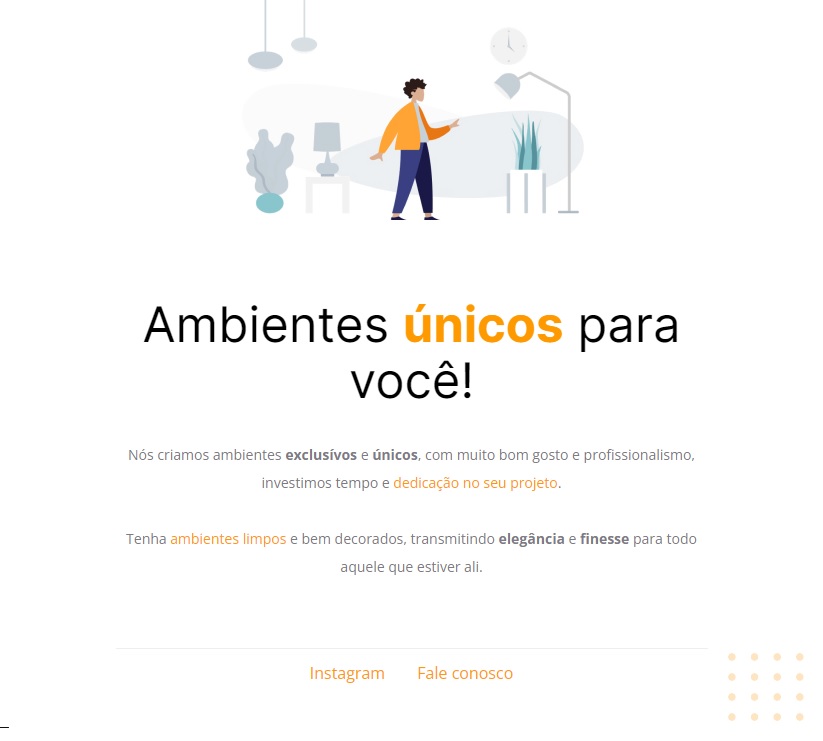 Ambientes únicos para
você!
Nós criamos ambientes exclusívos e únicos, com muito bom gosto e profissionalismo,
investimos tempo e dedicação no seu projeto.
Tenha ambientes limpos e bem decorados, transmitindo elegância e finesse para todo
aquele que estiver ali.
Instagram Fale conosco